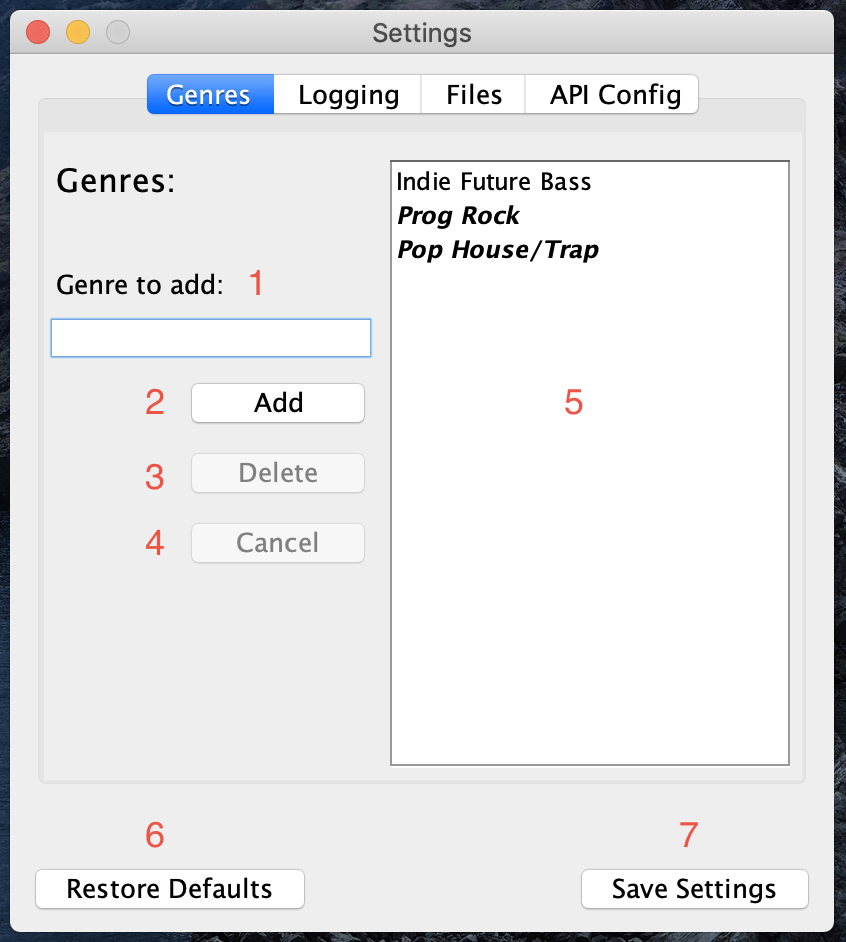 Settings
Genres Logging Files API Config
Genres:
Indie Future Bass
Prog Rock
Pop House/Trap
Genre to add: 1
2 Add
5
3 Delete
4 Cancel
6
7
Restore Defaults
Save Settings